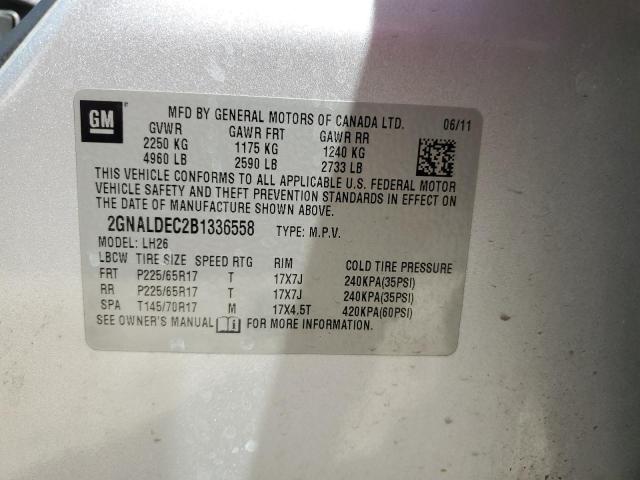 GM
MFD BY GENERAL MOTORS OF CANADA LTD. 06/11
GVWR GAWR FRT GAWR RR
2250 KG 1175 KG 1240 KG
4960 LB 2590 LB 2733 LB
THIS VEHICLE CONFORMS TO ALL APPLICABLE U.S. FEDERAL MOTOR
VEHICLE SAFETY AND THEFT PREVENTION STANDARDS IN EFFECT ON
THE DATE OF MANUFACTURE SHOWN ABOVE.
2GNALDEC2B1336558 TYPE: M.P.V.
MODEL: LH26
LBCW TIRE SIZE SPEED RTG RIM COLD TIRE PRESSURE
FRT P225/65R17 T 17X7J 240KPA(35PSI)
RR P225/65R17 T 17X7J 240KPA(35PSI)
SPA T145/70R17 M 17X4.5T 420KPA(60PSI)
SEE OWNER'S MANUAL FOR MORE INFORMATION.